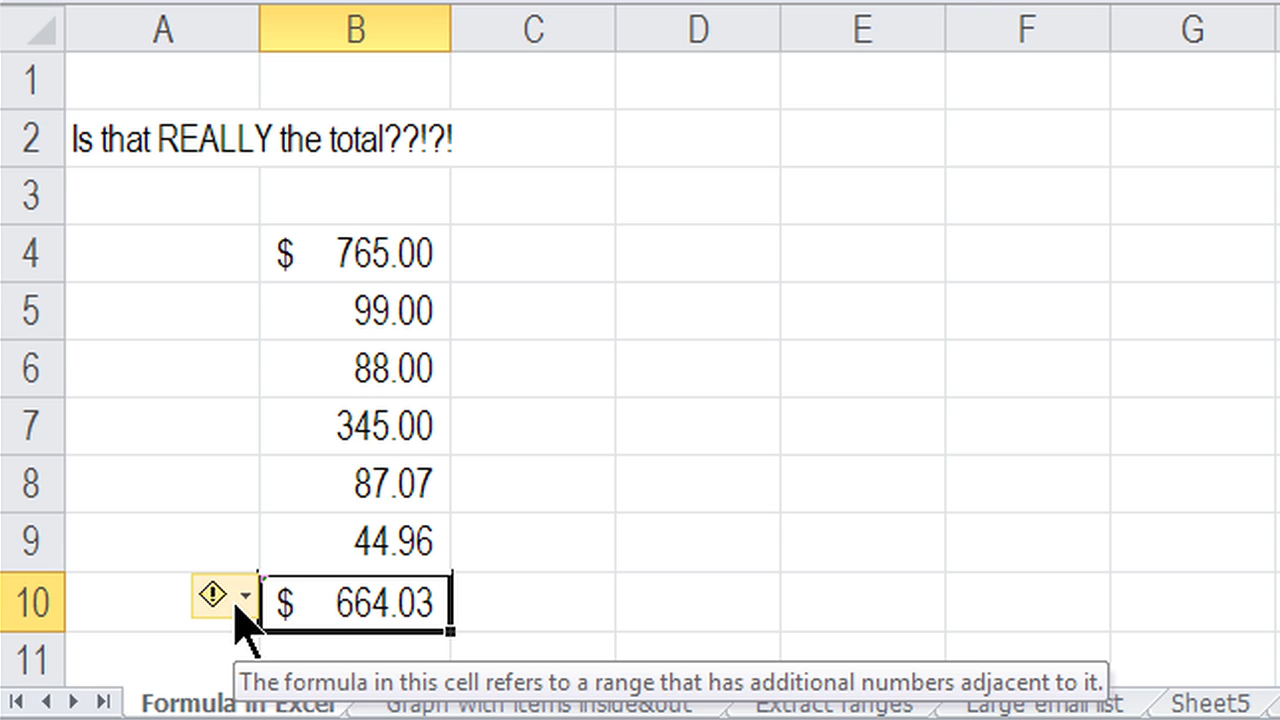 A B C D E F G
1
2 Is that REALLY the total??!?!
3
4 $ 765.00
5 99.00
6 88.00
7 345.00
8 87.07
9 44.96
10 $ 664.03
11
The formula in this cell refers to a range that has additional numbers adjacent to it.
Formula in Excel Graph with items inside&out Extract ranges Large email list Sheet5